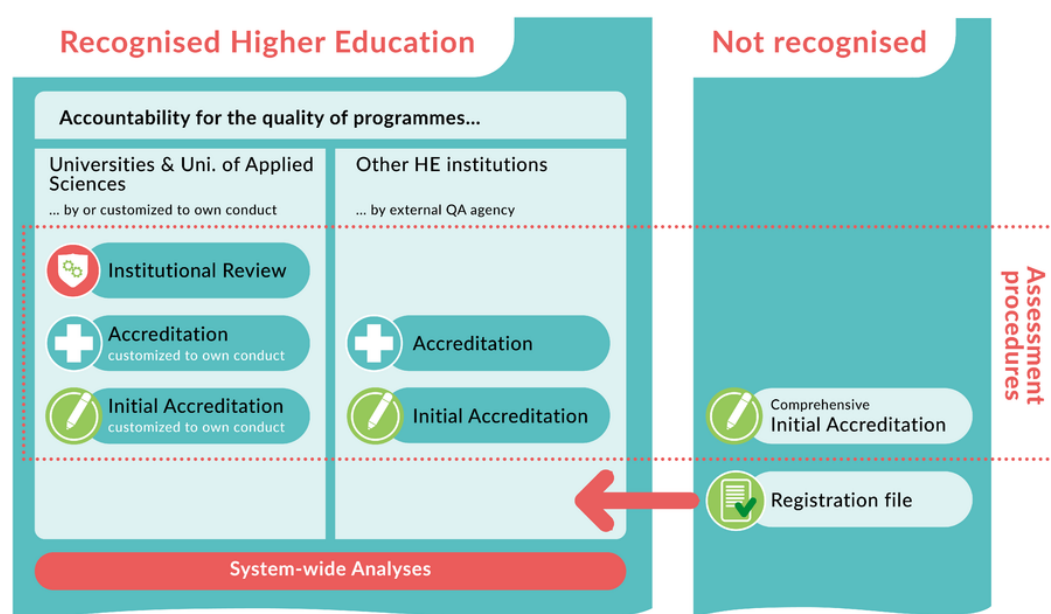 Recognised Higher Education
Not recognised
Accountability for the quality of programmes...
Universities & Uni. of Applied
Sciences
... by or customized to own conduct
Other HE institutions
... by external QA agency
Institutional Review
Accreditation
customized to own conduct
Initial Accreditation
customized to own conduct
Accreditation
Initial Accreditation
Comprehensive
Initial Accreditation
Registration file
Assessment
procedures
System-wide Analyses